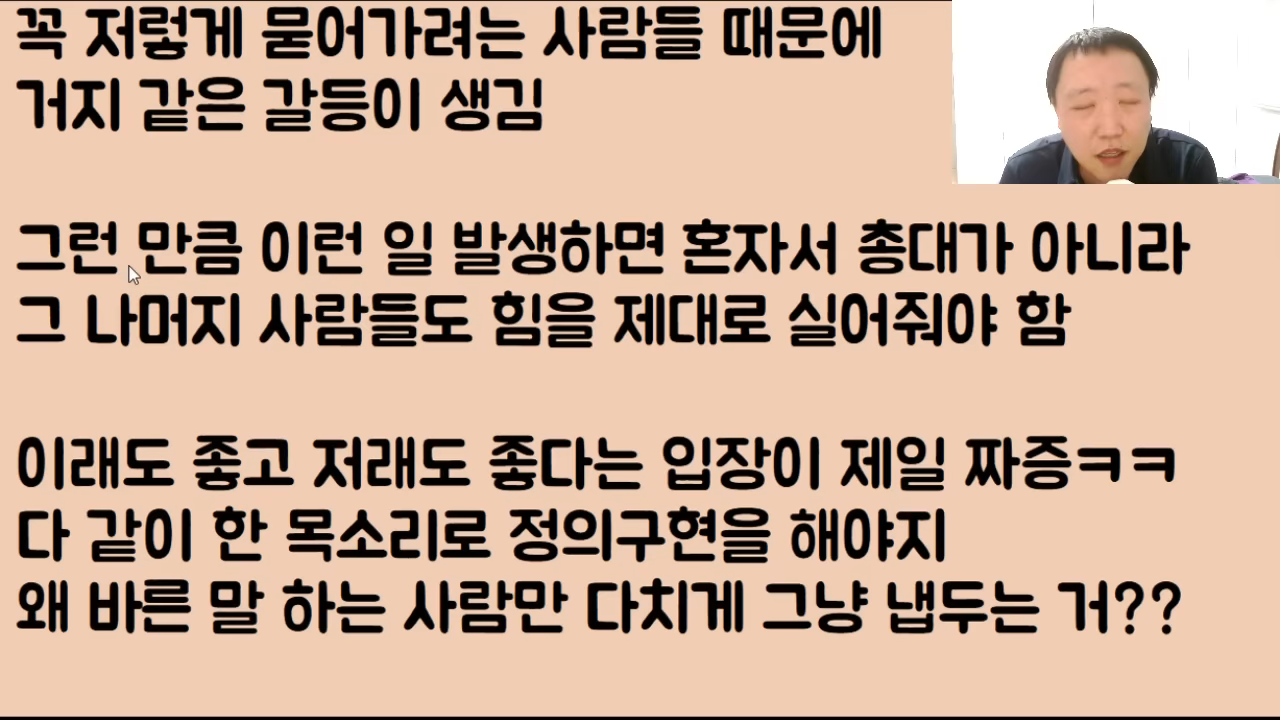 꼭 저렇게 묻어가려는 사람들 때문에
거지 같은 갈등이 생김
그런 만큼 이런 일 발생하면 혼자서 총대가 아니라
그 나머지 사람들도 힘을 제대로 실어줘야 함
이래도 좋고 저래도 좋다는 입장이 제일 짜증ㅋㅋ
다 같이 한 목소리로 정의구현을 해야지
왜 바른 말 하는 사람만 다치게 그냥 냅두는 거??